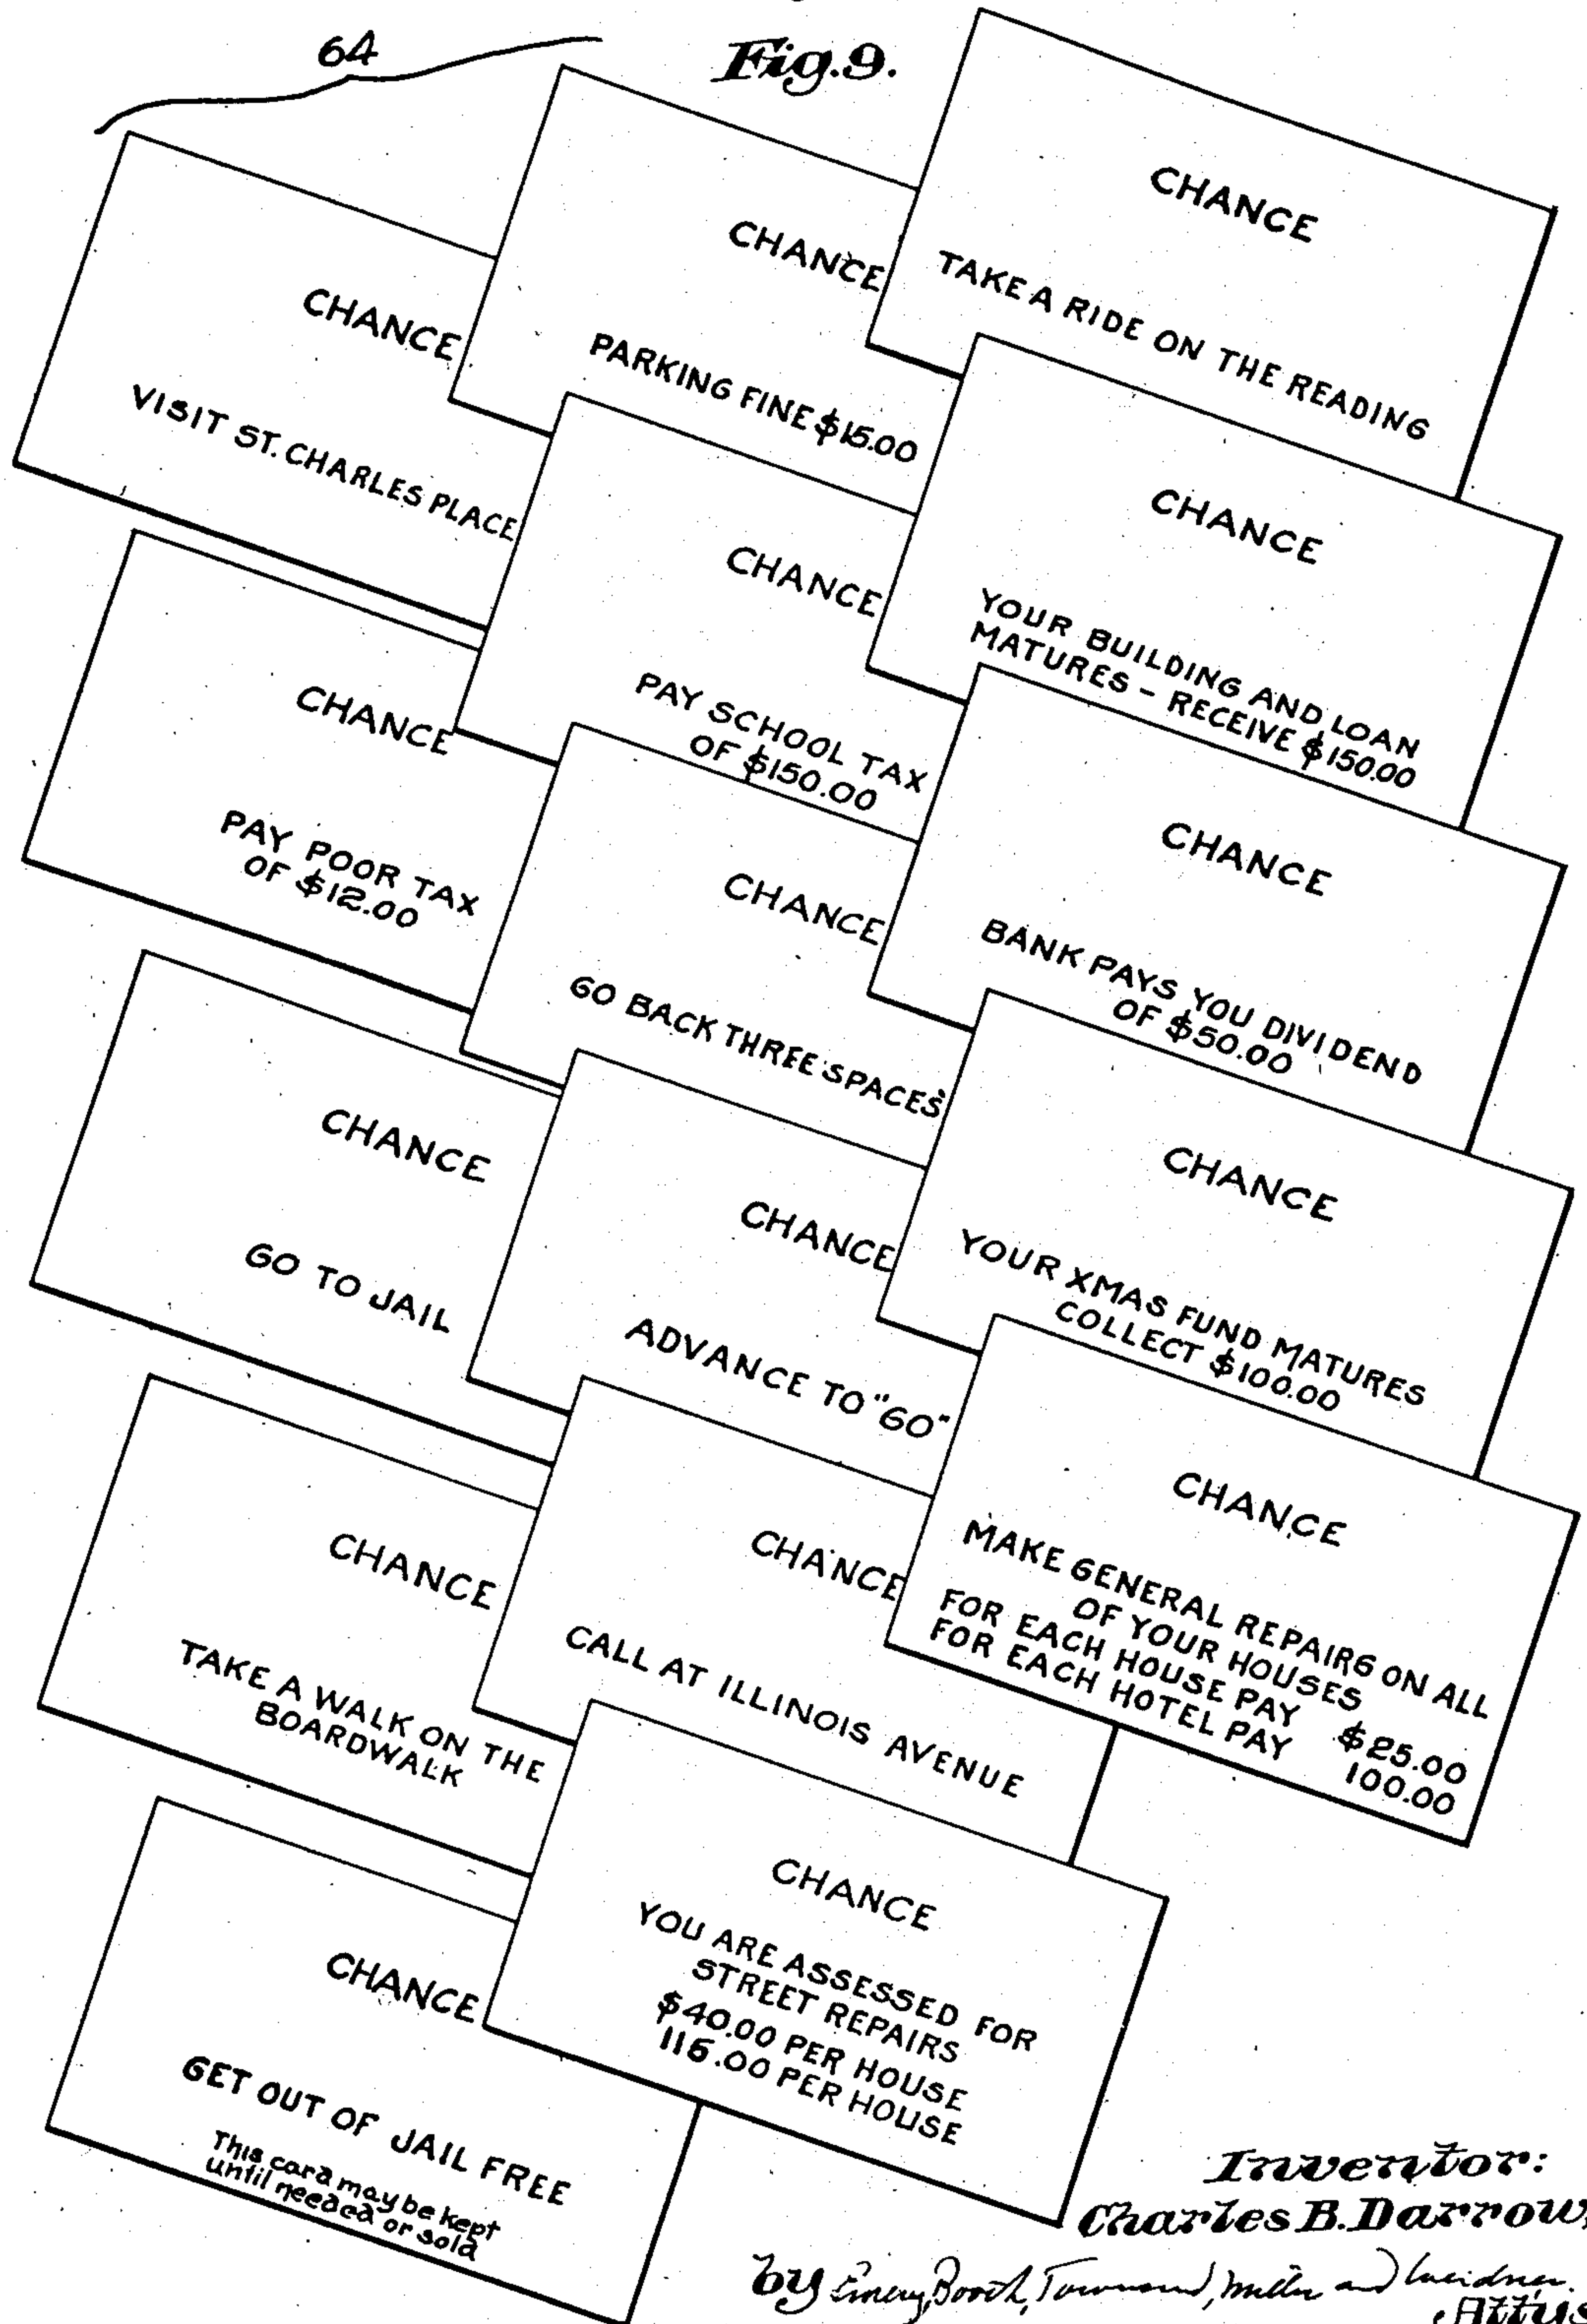 64
Fig.9.
CHANCE
VISIT ST. CHARLES PLACE
CHANCE
PAY POOR TAX
OF $12.00
CHANCE
GO TO JAIL
CHANCE
TAKE A WALK ON THE
BOARDWALK
CHANCE
GET OUT OF JAIL FREE
This card may be kept
until needed or sold
CHANCE
PARKING FINE $15.00
CHANCE
PAY SCHOOL TAX
OF $150.00
CHANCE
GO BACK THREE SPACES
CHANCE
ADVANCE TO "GO"
CHANCE
CALL AT ILLINOIS AVENUE
CHANCE
YOU ARE ASSESSED FOR
STREET REPAIRS
$40.00 PER HOUSE
115.00 PER HOUSE
CHANCE
TAKE A RIDE ON THE READING
CHANCE
YOUR BUILDING AND LOAN
MATURES - RECEIVE $150.00
CHANCE
BANK PAYS YOU DIVIDEND
OF $50.00
CHANCE
YOUR XMAS FUND MATURES
COLLECT $100.00
CHANCE
MAKE GENERAL REPAIRS ON ALL
OF YOUR HOUSES
FOR EACH HOUSE PAY $25.00
FOR EACH HOTEL PAY 100.00
Inventor:
Charles B. Darrow,
by Emery, Booth, Townsend, Miller and
Attys